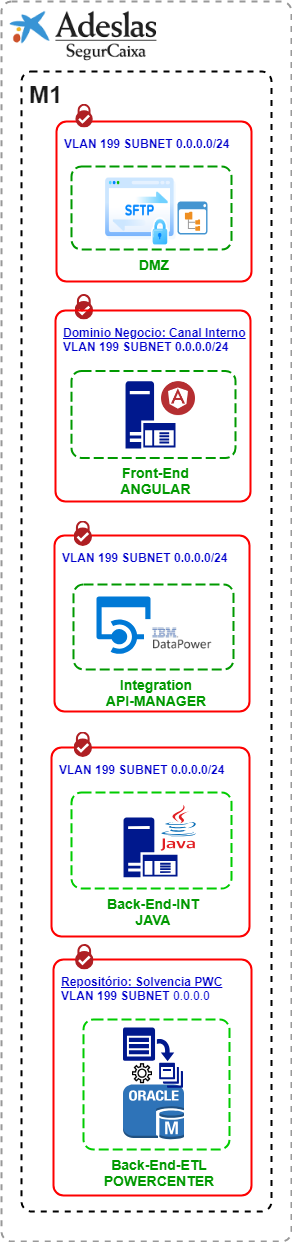 Adeslas
SegurCaixa
M1
VLAN 199 SUBNET 0.0.0.0/24
SFTP
DMZ
Dominio Negocio: Canal Interno
VLAN 199 SUBNET 0.0.0.0/24
A
Front-End
ANGULAR
VLAN 199 SUBNET 0.0.0.0/24
IBM
DataPower
Integration
API-MANAGER
VLAN 199 SUBNET 0.0.0.0/24
Java
Back-End-INT
JAVA
Repositório: Solvencia PWC
VLAN 199 SUBNET 0.0.0.0
ORACLE
M
Back-End-ETL
POWERCENTER